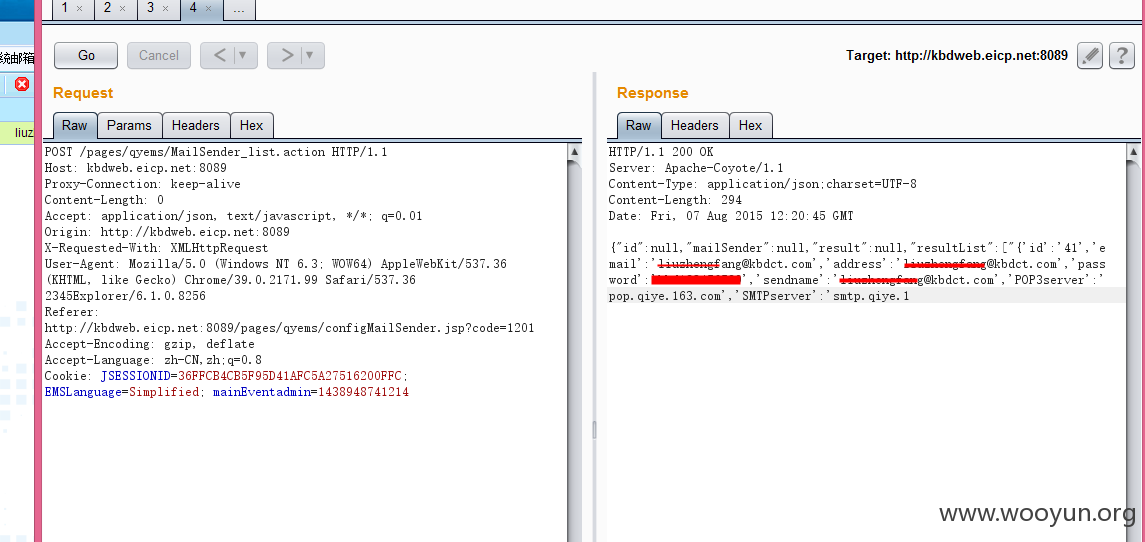 1 × 2 × 3 × 4 × ...
Go Cancel < > 
Target: http://kbdweb.eicp.net:8089
?
统邮箱
liuz
Request
Raw Params Headers Hex
POST /pages/qyems/MailSender_list.action HTTP/1.1
Host: kbdweb.eicp.net:8089
Proxy-Connection: keep-alive
Content-Length: 0
Accept: application/json, text/javascript, */*; q=0.01
Origin: http://kbdweb.eicp.net:8089
X-Requested-With: XMLHttpRequest
User-Agent: Mozilla/5.0 (Windows NT 6.3; WOW64) AppleWebKit/537.36
(KHTML, like Gecko) Chrome/39.0.2171.99 Safari/537.36
2345Explorer/6.1.0.8256
Referer:
http://kbdweb.eicp.net:8089/pages/qyems/configMailSender.jsp?code=1201
Accept-Encoding: gzip, deflate
Accept-Language: zh-CN,zh;q=0.8
Cookie: JSESSIONID=36FFCB4CB5F95D41AFC5A27516200FFC;
EMSLanguage=Simplified; mainEventadmin=1438948741214
Response
Raw Headers Hex
HTTP/1.1 200 OK
Server: Apache-Coyote/1.1
Content-Type: application/json;charset=UTF-8
Content-Length: 294
Date: Fri, 07 Aug 2015 12:20:45 GMT
{"id":null,"mailSender":null,"result":null,"resultList":["{'id':'41','e
mail':'liuzhengfang@kbdct.com','address':'liuzhengfang@kbdct.com','pass
word':'','sendname':'liuzhengfang@kbdct.com','POP3server':'
pop.qiye.163.com','SMTPserver':'smtp.qiye.1
www.wooyun.org